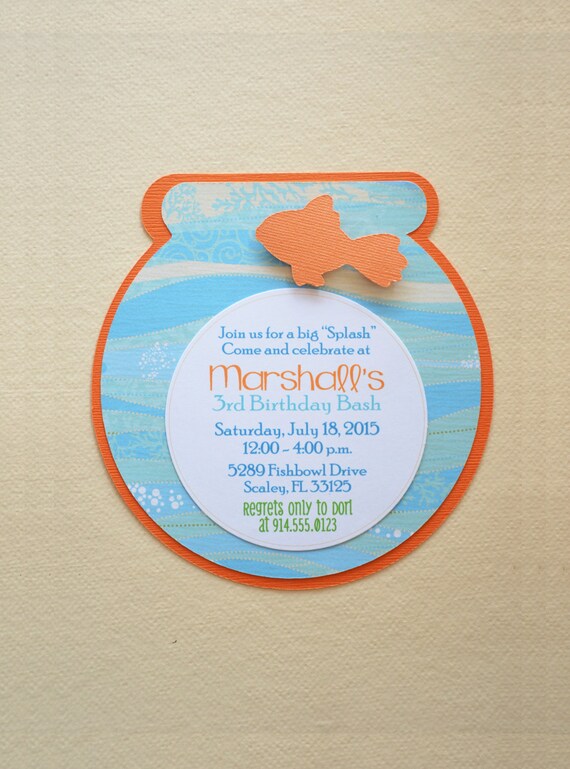 Join us for a big “Splash”
Come and celebrate at
Marshall's
3rd Birthday Bash
Saturday, July 18, 2015
12:00 - 4:00 p.m.
5289 Fishbowl Drive
Scaley, FL 33125
Regrets only to Dori
at 914.555.0123